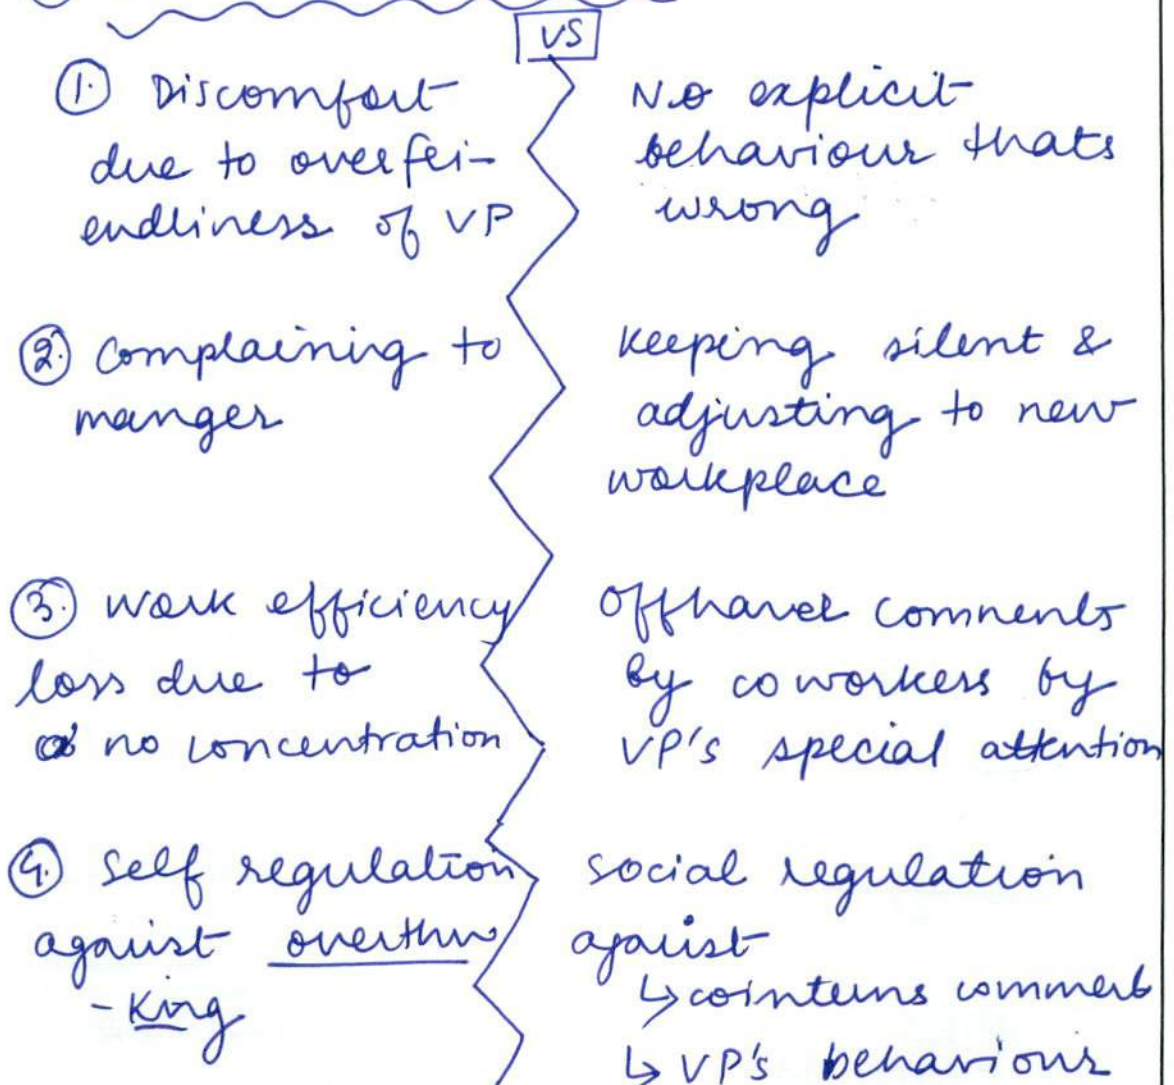 VS
① Discomfort
due to overfri-
endliness of VP
No explicit
behaviour thats
wrong
② Complaining to
manger
Keeping silent &
adjusting to new
workplace
③ Work efficiency
loss due to
no concentration
Offhand comments
by coworkers by
VP's special attention
④ Self regulation
against overthin
-king
Social regulation
against
↳ cointerns comment
↳ VP's behaviour